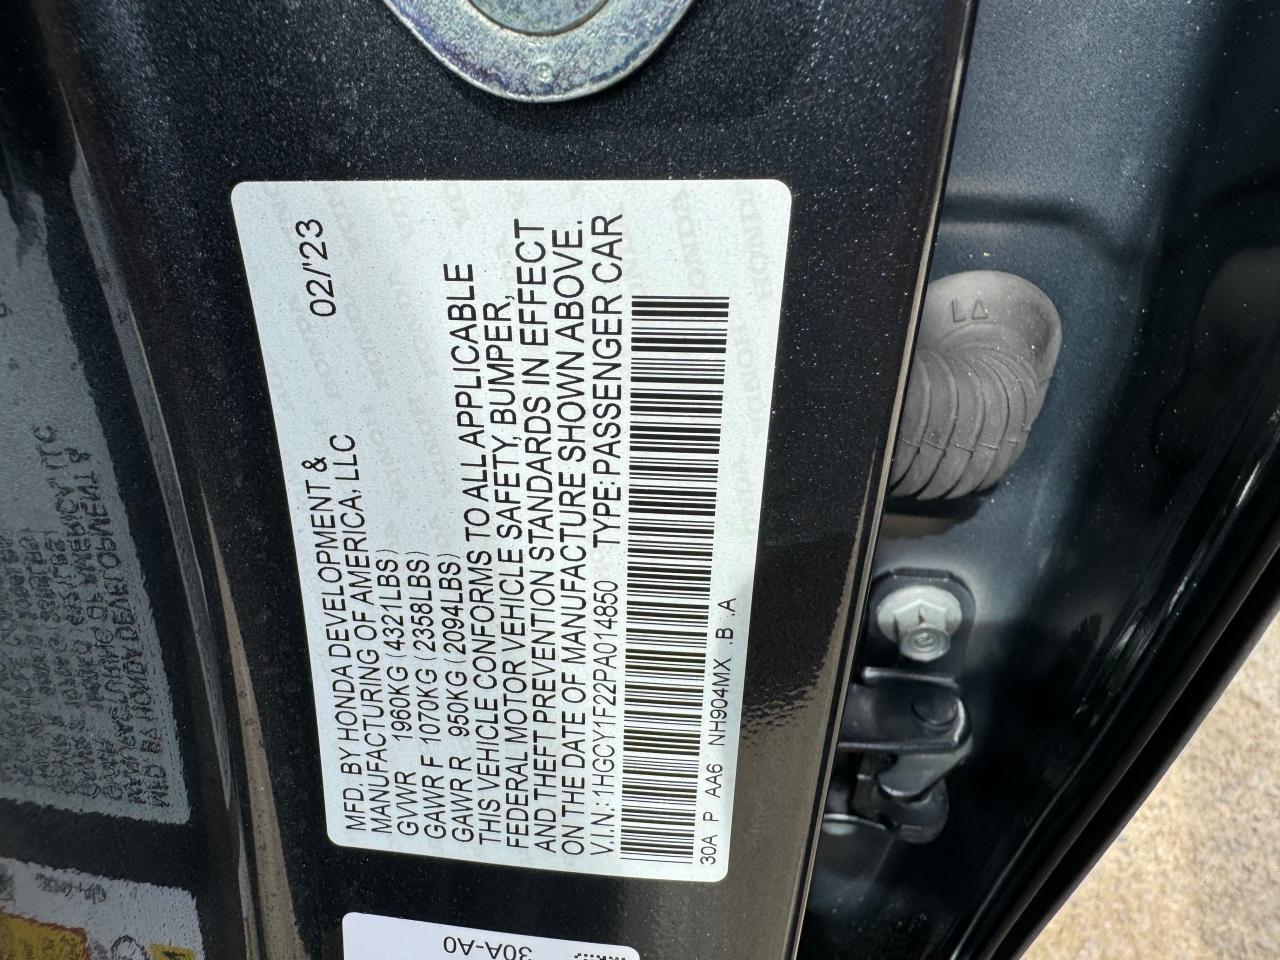 MFD. BY HONDA DEVELOPMENT & 02/'23
MANUFACTURING OF AMERICA, LLC
GVWR 1960KG (4321LBS)
GAWR F 1070KG (2358LBS)
GAWR R 950KG (2094LBS)
THIS VEHICLE CONFORMS TO ALL APPLICABLE
FEDERAL MOTOR VEHICLE SAFETY, BUMPER,
AND THEFT PREVENTION STANDARDS IN EFFECT
ON THE DATE OF MANUFACTURE SHOWN ABOVE.
V.I.N.: 1HGCY1F22PA014850 TYPE: PASSENGER CAR
30A P AA6 NH904MX .B .A
30A-A0